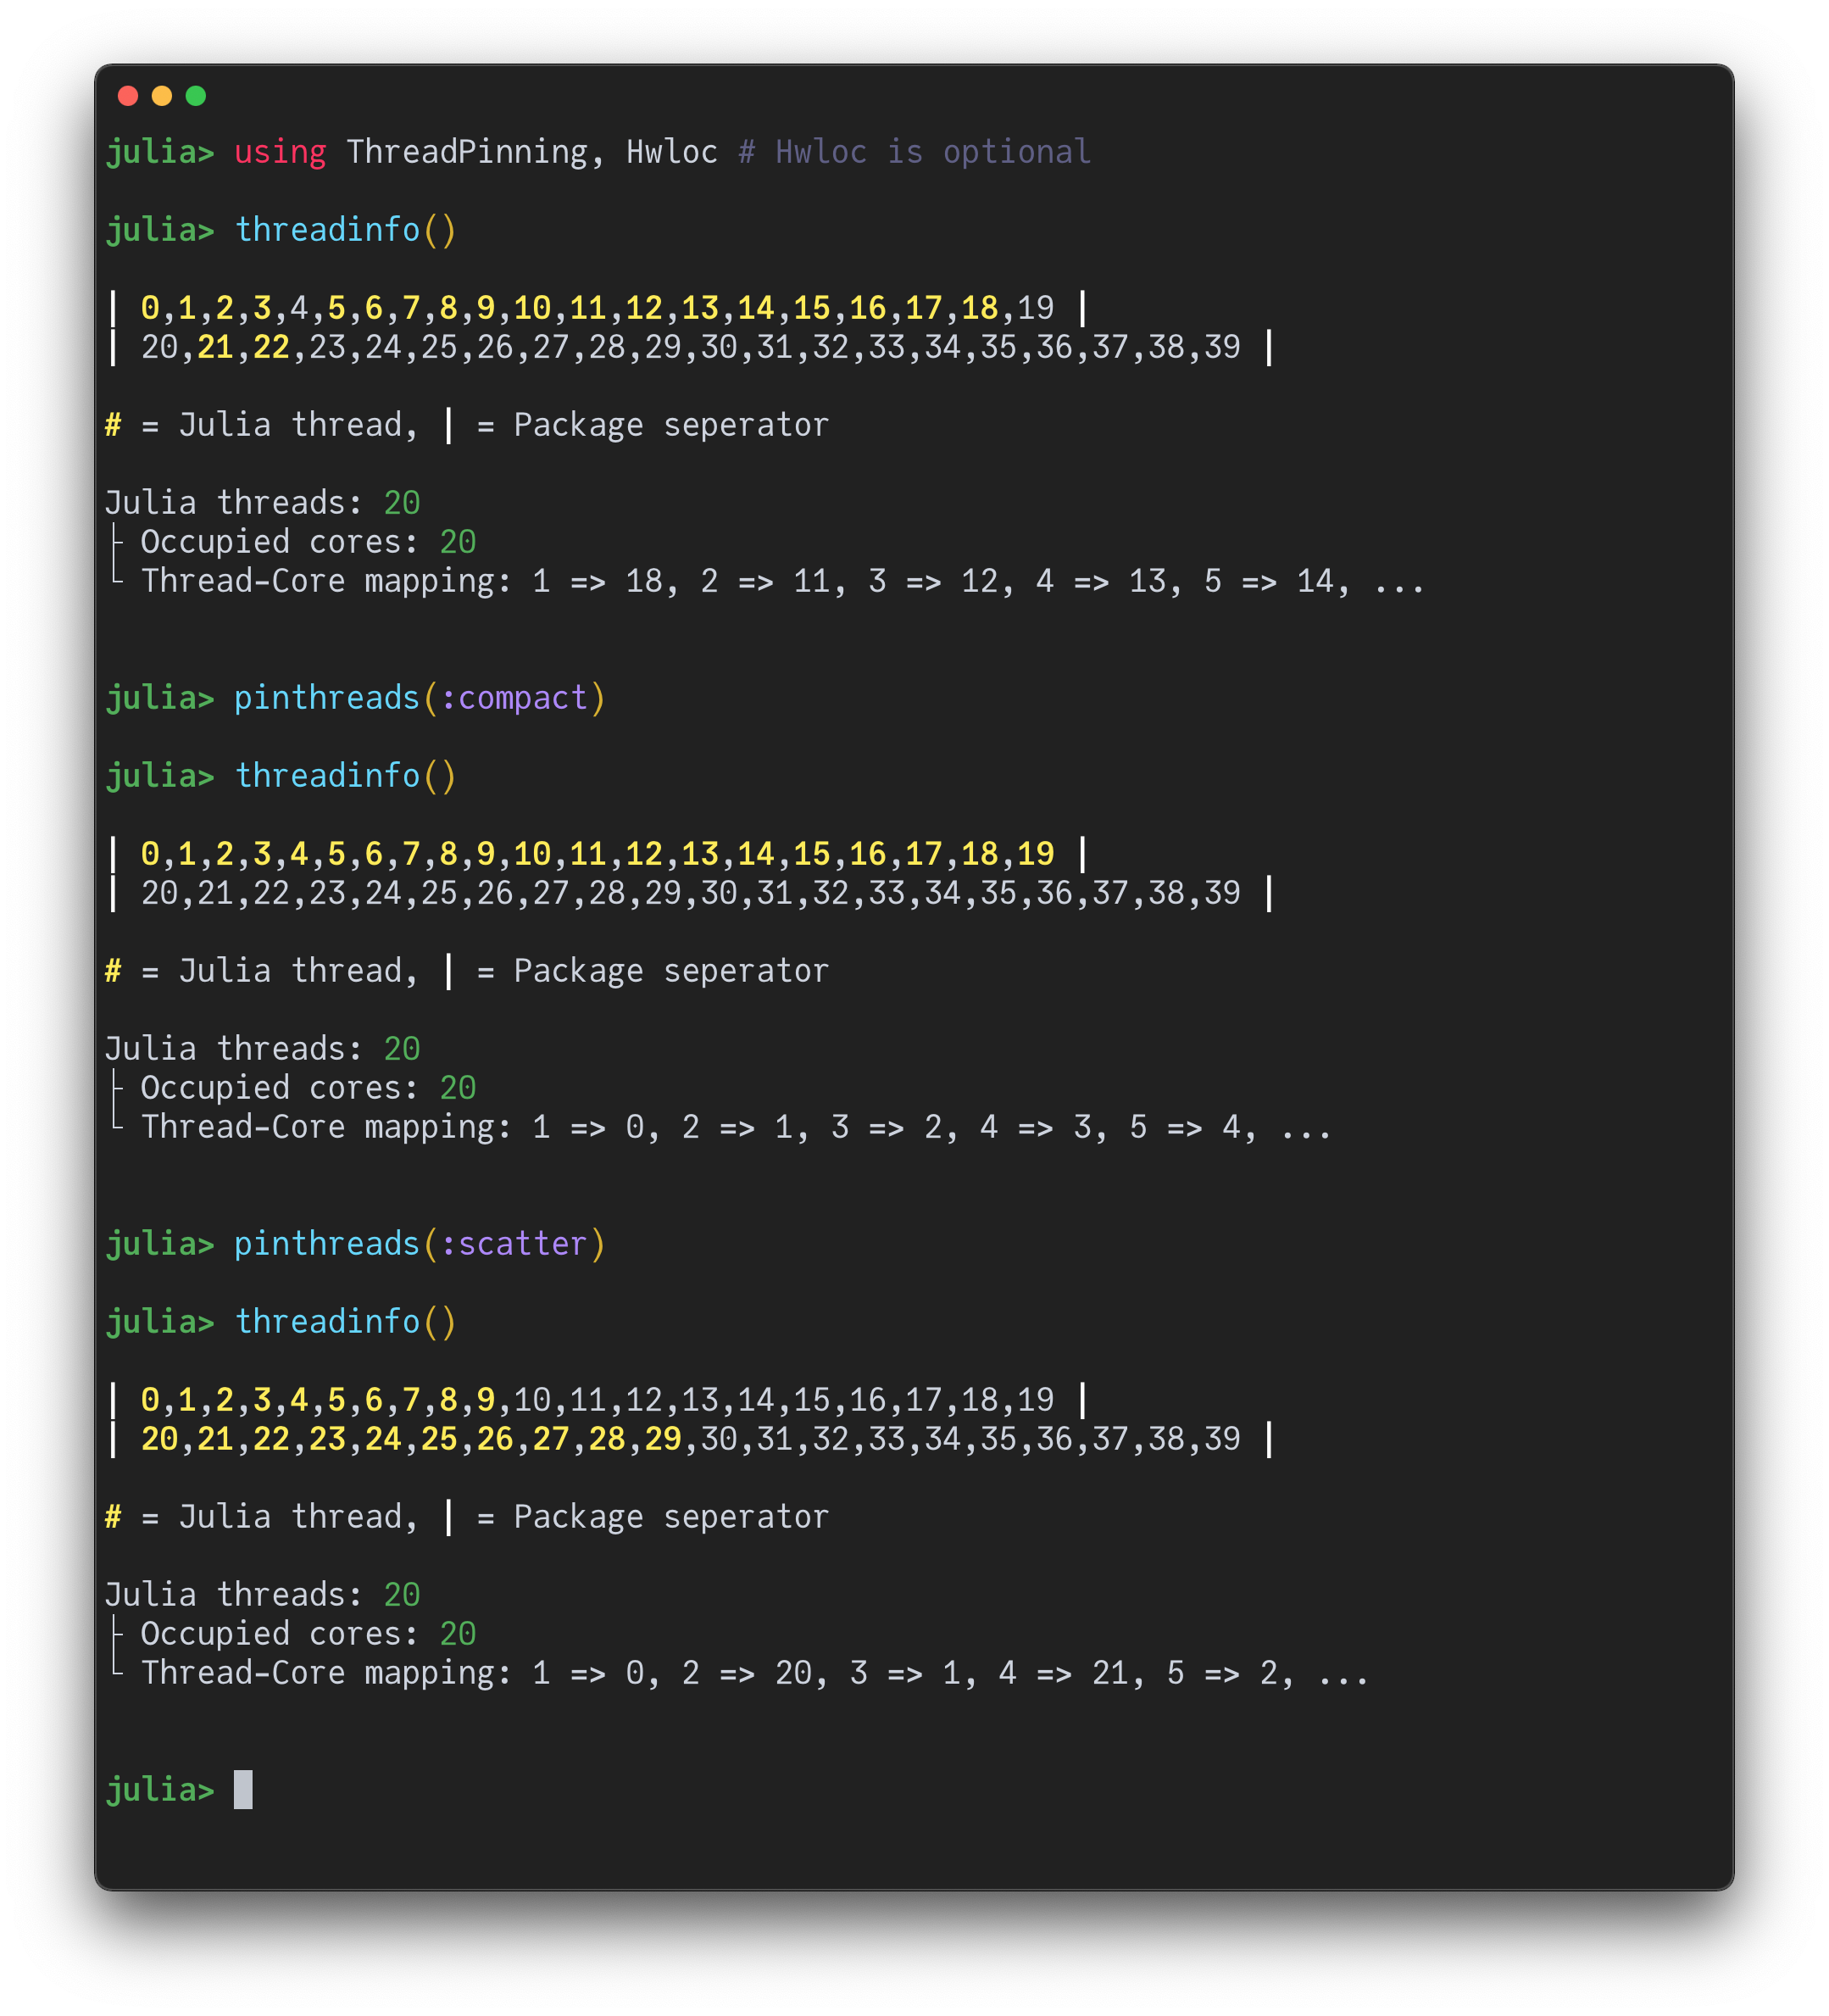 julia> using ThreadPinning, Hwloc # Hwloc is optional
julia> threadinfo()
| 0,1,2,3,4,5,6,7,8,9,10,11,12,13,14,15,16,17,18,19 |
| 20,21,22,23,24,25,26,27,28,29,30,31,32,33,34,35,36,37,38,39 |
# = Julia thread, | = Package seperator
Julia threads: 20
├ Occupied cores: 20
└ Thread-Core mapping: 1 => 18, 2 => 11, 3 => 12, 4 => 13, 5 => 14, ...
julia> pinthreads(:compact)
julia> threadinfo()
| 0,1,2,3,4,5,6,7,8,9,10,11,12,13,14,15,16,17,18,19 |
| 20,21,22,23,24,25,26,27,28,29,30,31,32,33,34,35,36,37,38,39 |
# = Julia thread, | = Package seperator
Julia threads: 20
├ Occupied cores: 20
└ Thread-Core mapping: 1 => 0, 2 => 1, 3 => 2, 4 => 3, 5 => 4, ...
julia> pinthreads(:scatter)
julia> threadinfo()
| 0,1,2,3,4,5,6,7,8,9,10,11,12,13,14,15,16,17,18,19 |
| 20,21,22,23,24,25,26,27,28,29,30,31,32,33,34,35,36,37,38,39 |
# = Julia thread, | = Package seperator
Julia threads: 20
├ Occupied cores: 20
└ Thread-Core mapping: 1 => 0, 2 => 20, 3 => 1, 4 => 21, 5 => 2, ...
julia>